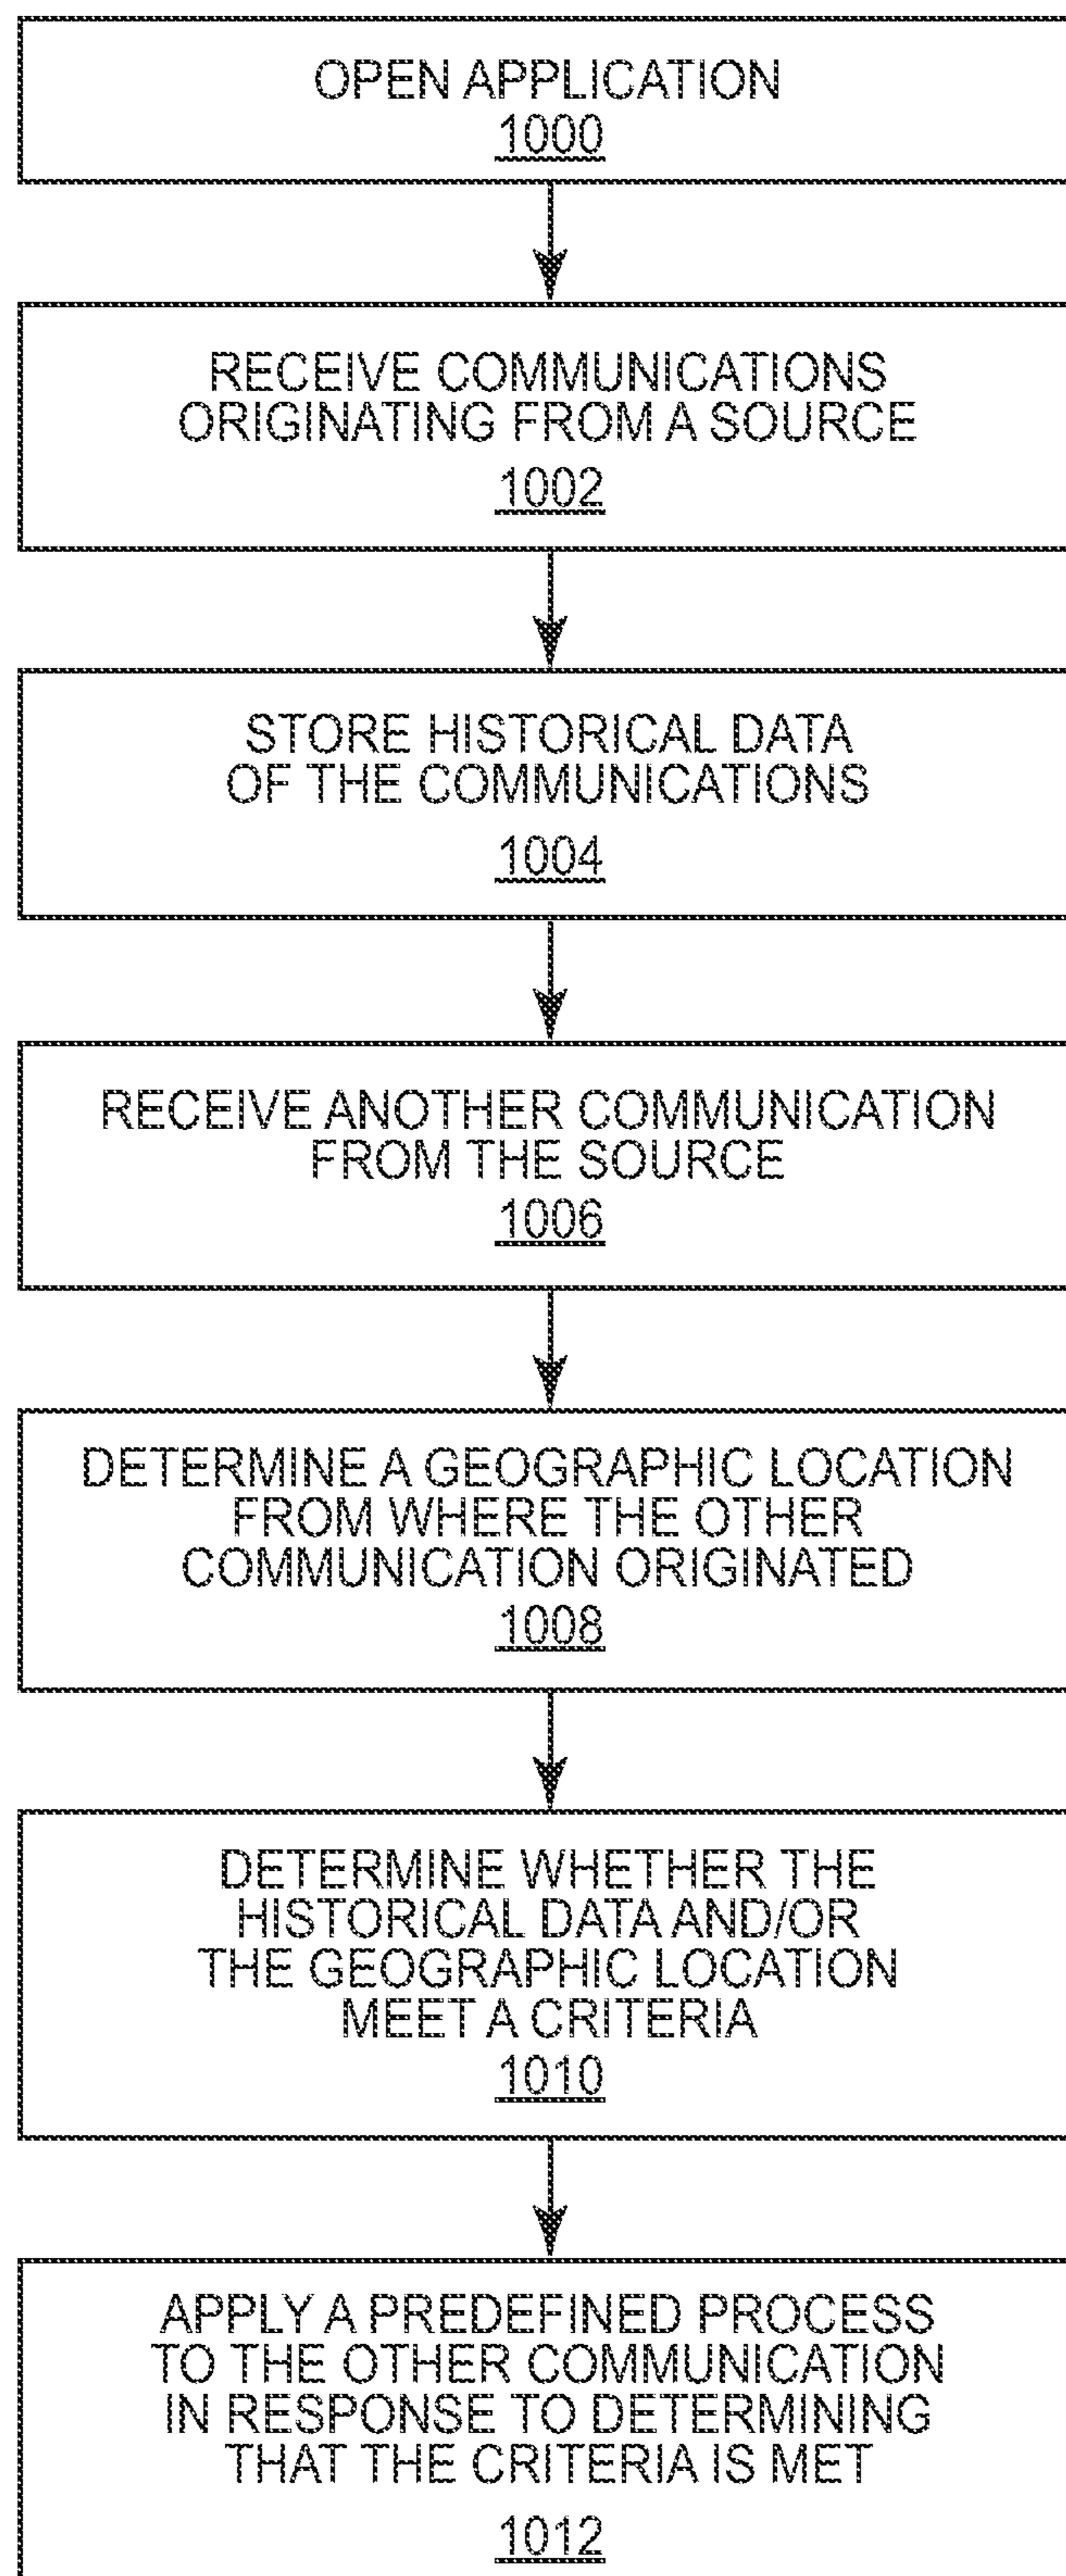 OPEN APPLICATION
1000
RECEIVE COMMUNICATIONS
ORIGINATING FROM A SOURCE
1002
STORE HISTORICAL DATA
OF THE COMMUNICATIONS
1004
RECEIVE ANOTHER COMMUNICATION
FROM THE SOURCE
1006
DETERMINE A GEOGRAPHIC LOCATION
FROM WHERE THE OTHER
COMMUNICATION ORIGINATED
1008
DETERMINE WHETHER THE
HISTORICAL DATA AND/OR
THE GEOGRAPHIC LOCATION
MEET A CRITERIA
1010
APPLY A PREDEFINED PROCESS
TO THE OTHER COMMUNICATION
IN RESPONSE TO DETERMINING
THAT THE CRITERIA IS MET
1012